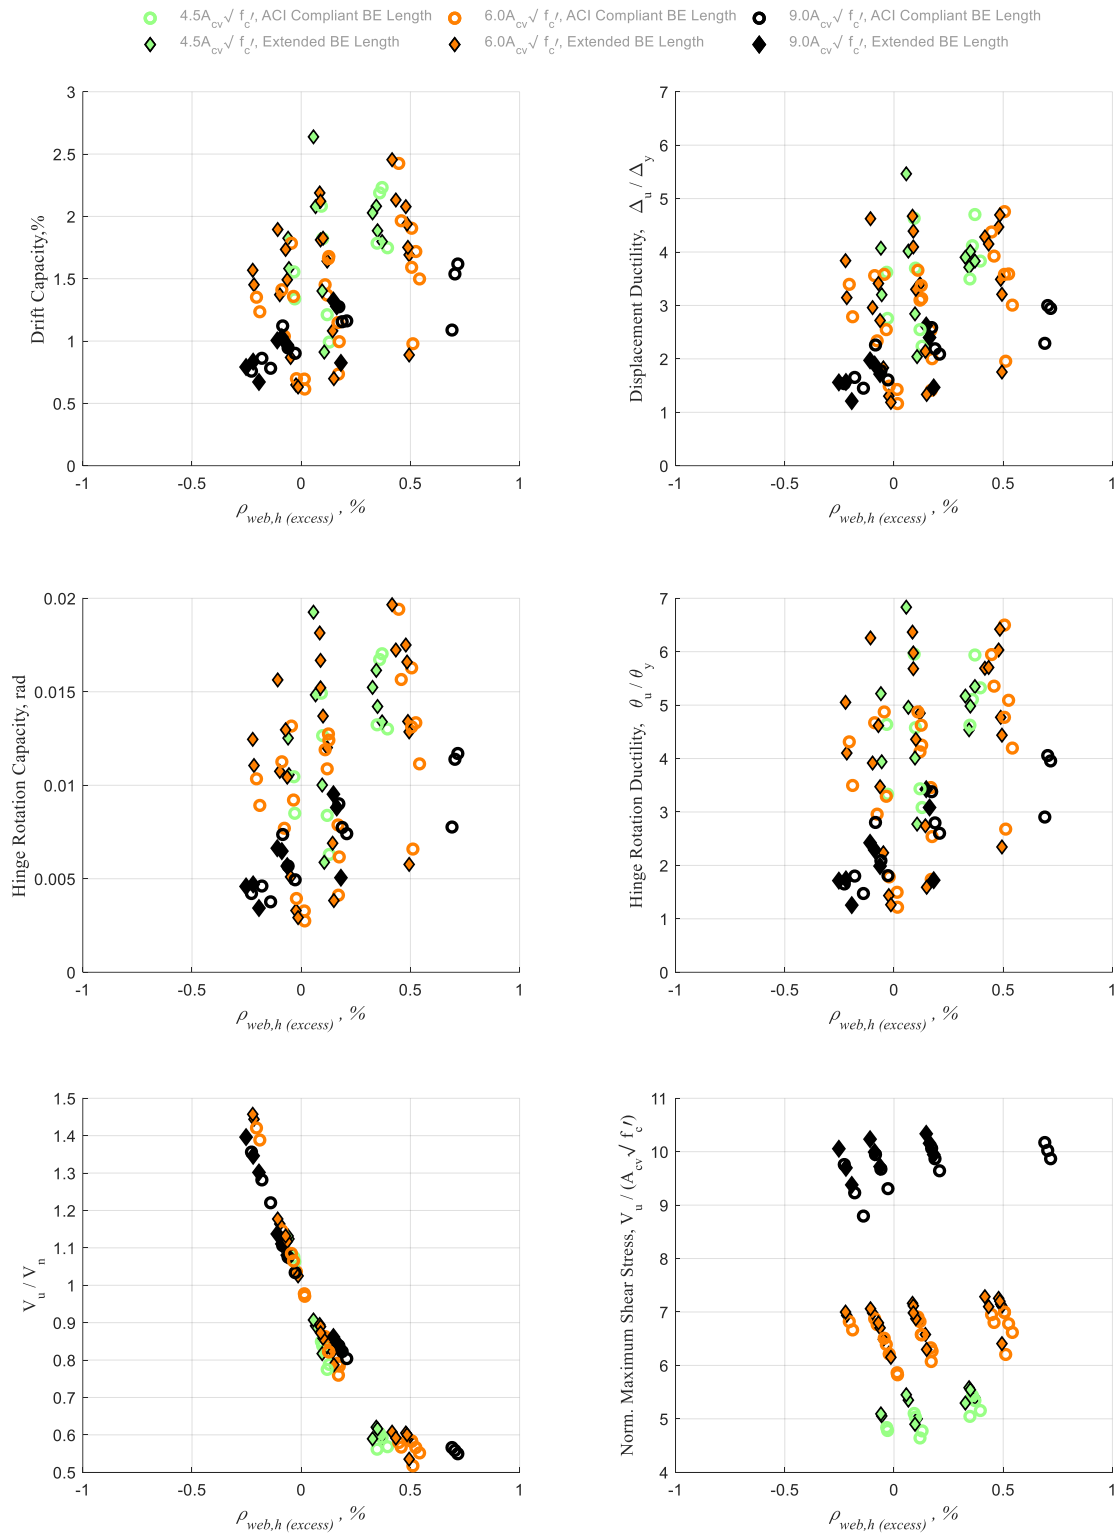 4.5A_cv√ f_c′, ACI Compliant BE Length 6.0A_cv√ f_c′, ACI Compliant BE Length 9.0A_cv√ f_c′, ACI Compliant BE Length
4.5A_cv√ f_c′, Extended BE Length 6.0A_cv√ f_c′, Extended BE Length 9.0A_cv√ f_c′, Extended BE Length
Drift Capacity,%
3
2.5
2
1.5
1
0.5
0
-1 -0.5 0 0.5 1
ρ_web,h (excess) , %
Displacement Ductility, Δ_u / Δ_y
7
6
5
4
3
2
1
0
-1 -0.5 0 0.5 1
ρ_web,h (excess) , %
Hinge Rotation Capacity, rad
0.02
0.015
0.01
0.005
0
-1 -0.5 0 0.5 1
ρ_web,h (excess) , %
Hinge Rotation Ductility, θ_u / θ_y
7
6
5
4
3
2
1
0
-1 -0.5 0 0.5 1
ρ_web,h (excess) , %
V_u / V_n
1.5
1.4
1.3
1.2
1.1
1
0.9
0.8
0.7
0.6
0.5
-1 -0.5 0 0.5 1
ρ_web,h (excess) , %
Norm. Maximum Shear Stress, V_u / (A_cv√ f_c′)
11
10
9
8
7
6
5
4
-1 -0.5 0 0.5 1
ρ_web,h (excess) , %